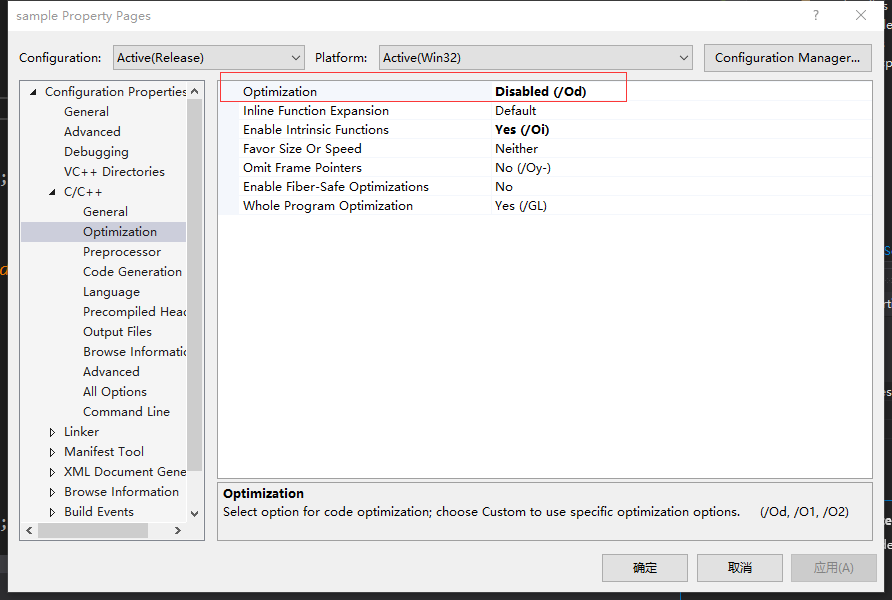 sample Property Pages
?
Configuration: Active(Release) Platform: Active(Win32) Configuration Manager...
Configuration Properties
General
Advanced
Debugging
VC++ Directories
C/C++
General
Optimization
Preprocessor
Code Generation
Language
Precompiled Head
Output Files
Browse Informatic
Advanced
All Options
Command Line
Linker
Manifest Tool
XML Document Gene
Browse Information
Build Events
Optimization Disabled (/Od)
Inline Function Expansion Default
Enable Intrinsic Functions Yes (/Oi)
Favor Size Or Speed Neither
Omit Frame Pointers No (/Oy-)
Enable Fiber-Safe Optimizations No
Whole Program Optimization Yes (/GL)
Optimization
Select option for code optimization; choose Custom to use specific optimization options. (/Od, /O1, /O2)
确定 取消 应用(A)